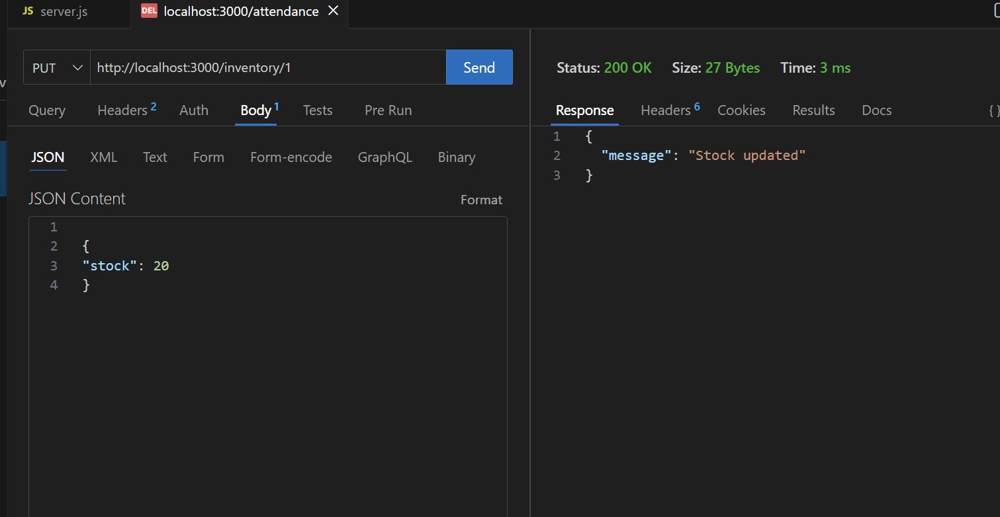 JS server.js DEL localhost:3000/attendance
PUT http://localhost:3000/inventory/1 Send
Status: 200 OK Size: 27 Bytes Time: 3 ms
Query Headers 2 Auth Body 1 Tests Pre Run
Response Headers 6 Cookies Results Docs { }
JSON XML Text Form Form-encode GraphQL Binary
JSON Content Format
1
2 {
3 "stock": 20
4 }
1 {
2 "message": "Stock updated"
3 }